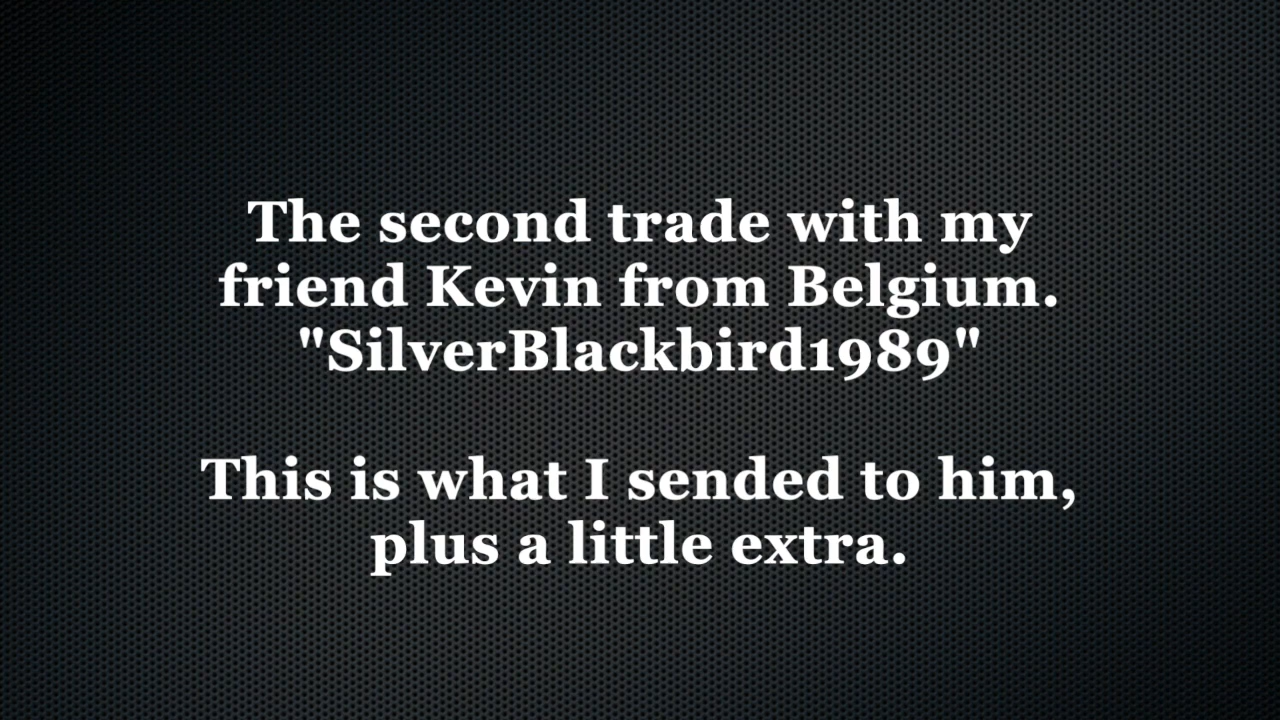 The second trade with my
friend Kevin from Belgium.
"SilverBlackbird1989"
This is what I sended to him,
plus a little extra.